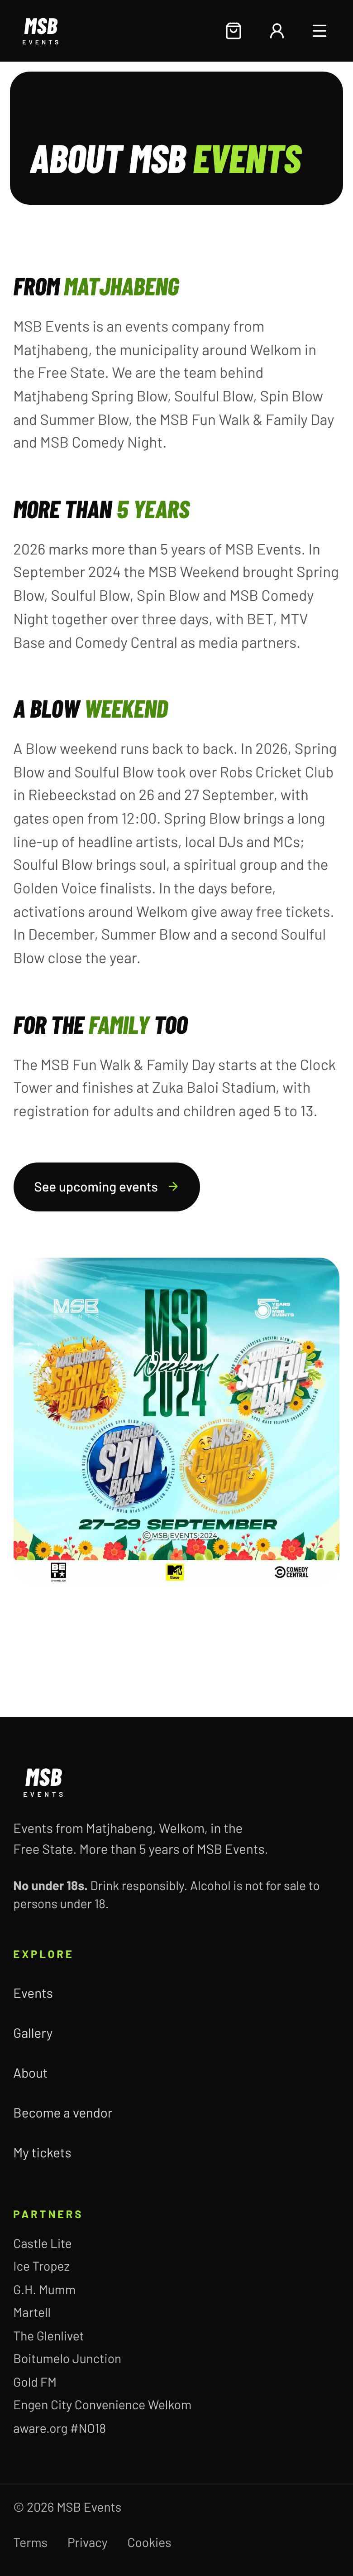 MSB
EVENTS
ABOUT MSB EVENTS
FROM MATJHABENG
MSB Events is an events company from
Matjhabeng, the municipality around Welkom in
the Free State. We are the team behind
Matjhabeng Spring Blow, Soulful Blow, Spin Blow
and Summer Blow, the MSB Fun Walk & Family Day
and MSB Comedy Night.
MORE THAN 5 YEARS
2026 marks more than 5 years of MSB Events. In
September 2024 the MSB Weekend brought Spring
Blow, Soulful Blow, Spin Blow and MSB Comedy
Night together over three days, with BET, MTV
Base and Comedy Central as media partners.
A BLOW WEEKEND
A Blow weekend runs back to back. In 2026, Spring
Blow and Soulful Blow took over Robs Cricket Club
in Riebeeckstad on 26 and 27 September, with
gates open from 12:00. Spring Blow brings a long
line-up of headline artists, local DJs and MCs;
Soulful Blow brings soul, a spiritual group and the
Golden Voice finalists. In the days before,
activations around Welkom give away free tickets.
In December, Summer Blow and a second Soulful
Blow close the year.
FOR THE FAMILY TOO
The MSB Fun Walk & Family Day starts at the Clock
Tower and finishes at Zuka Baloi Stadium, with
registration for adults and children aged 5 to 13.
See upcoming events
MSB
5 YEARS OF MSB EVENTS
MSB
Weekend
2024
MATJHABENG
SPRING
BLOW
2024
MATJHABENG
SOULFUL
BLOW
MATJHABENG
SPIN
BLOW
2024
MSB
COMEDY
NIGHT
2024
27-29 SEPTEMBER
©MSB EVENTS 2024
MTV
Base
COMEDY
CENTRAL
MSB
EVENTS
Events from Matjhabeng, Welkom, in the
Free State. More than 5 years of MSB Events.
No under 18s. Drink responsibly. Alcohol is not for sale to
persons under 18.
EXPLORE
Events
Gallery
About
Become a vendor
My tickets
PARTNERS
Castle Lite
Ice Tropez
G.H. Mumm
Martell
The Glenlivet
Boitumelo Junction
Gold FM
Engen City Convenience Welkom
aware.org #NO18
© 2026 MSB Events
Terms Privacy Cookies